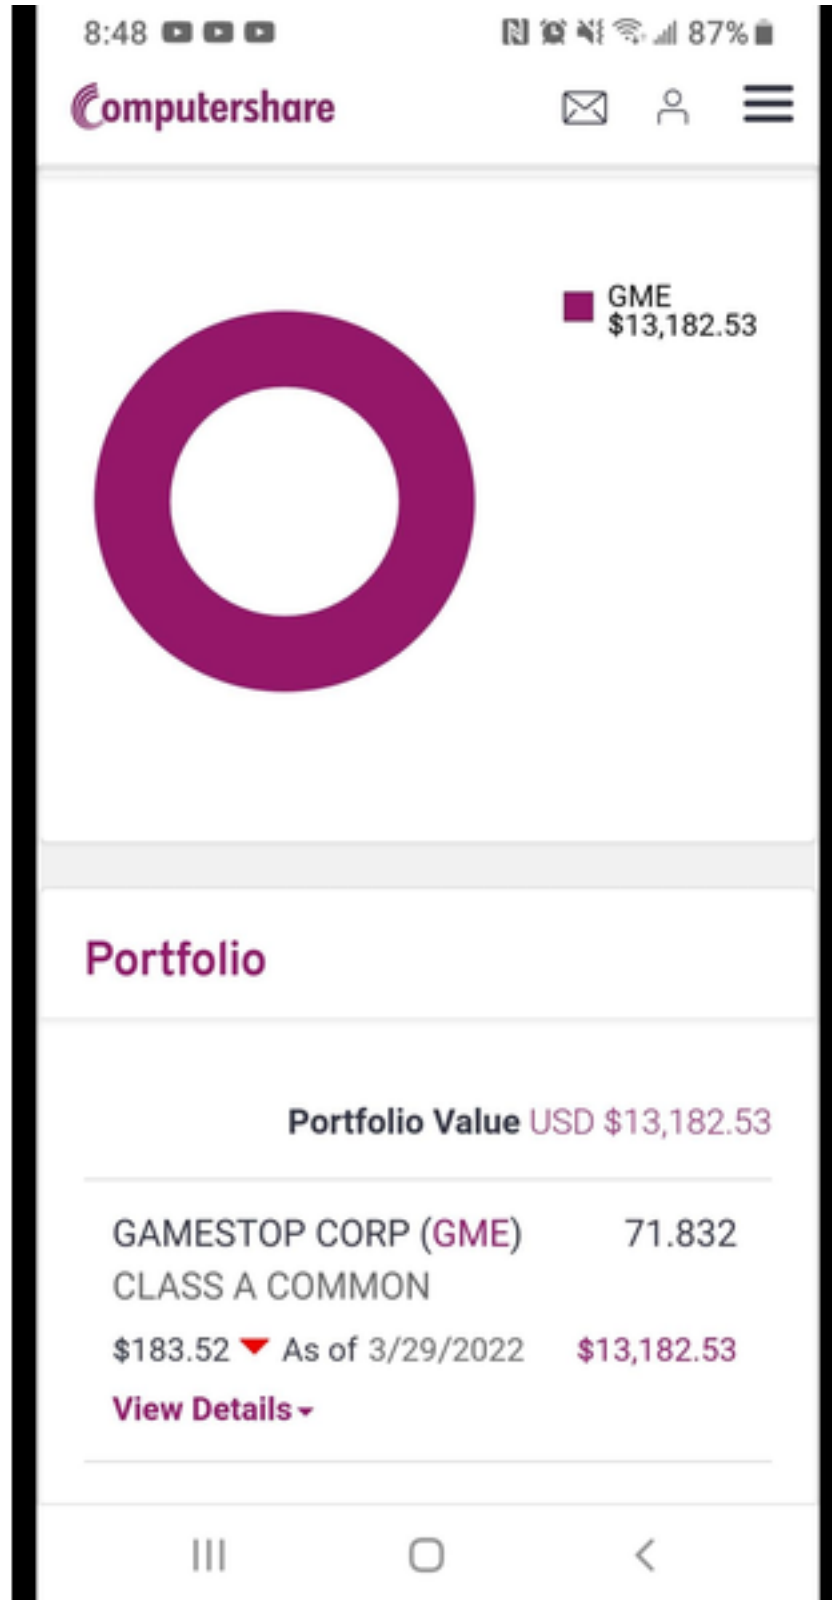 8:48 87%
Computershare
GME
$13,182.53
Portfolio
Portfolio Value USD $13,182.53
GAMESTOP CORP (GME) 71.832
CLASS A COMMON
$183.52 As of 3/29/2022 $13,182.53
View Details